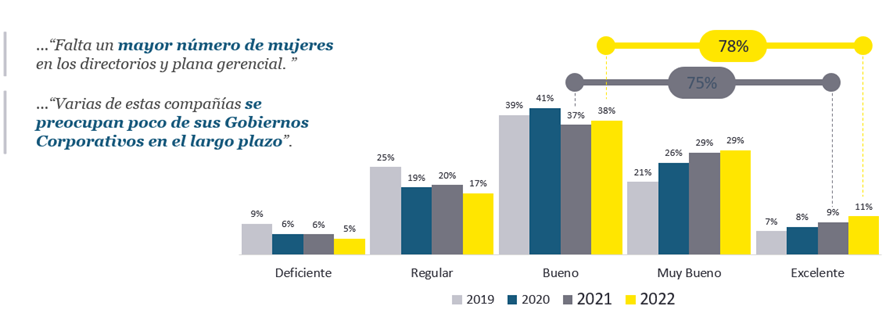 …“Falta un mayor número de mujeres
en los directorios y plana gerencial. ”
…“Varias de estas compañías se
preocupan poco de sus Gobiernos
Corporativos en el largo plazo”.
78%
75%
9% 6% 6% 5%
25% 19% 20% 17%
39% 41% 37% 38%
21% 26% 29% 29%
7% 8% 9% 11%
Deficiente Regular Bueno Muy Bueno Excelente
2019 2020 2021 2022